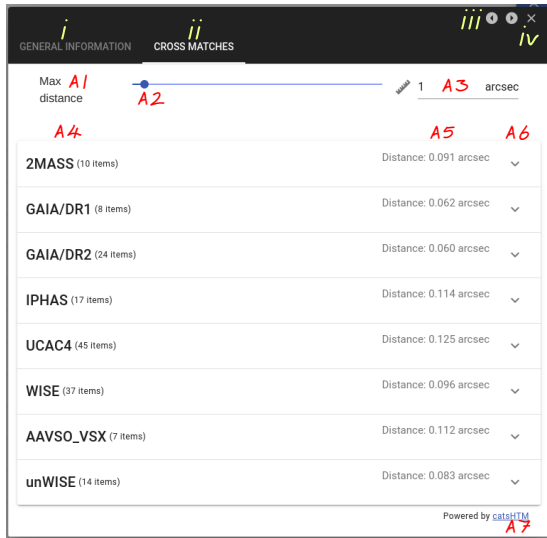 i ii iii
iv
GENERAL INFORMATION CROSS MATCHES
Max A1
distance
A2
1 A3 arcsec
A4 A5 A6
2MASS (10 items) Distance: 0.091 arcsec
GAIA/DR1 (8 items) Distance: 0.062 arcsec
GAIA/DR2 (24 items) Distance: 0.060 arcsec
IPHAS (17 items) Distance: 0.114 arcsec
UCAC4 (45 items) Distance: 0.125 arcsec
WISE (37 items) Distance: 0.096 arcsec
AAVSO_VSX (7 items) Distance: 0.112 arcsec
unWISE (14 items) Distance: 0.083 arcsec
Powered by catsHTM
A7